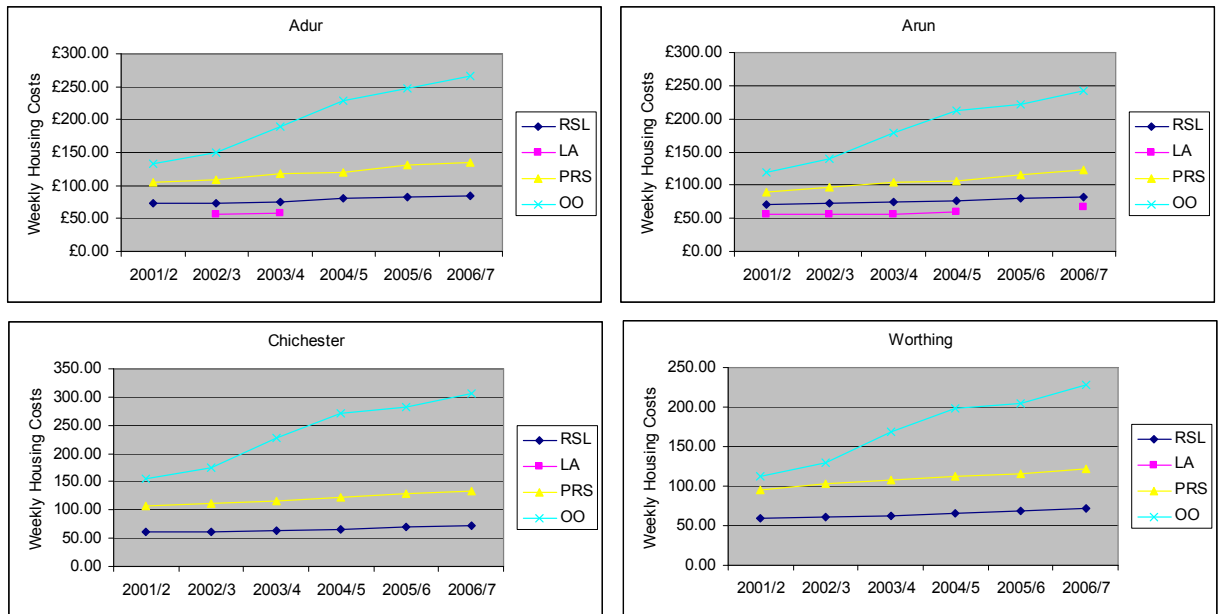 Adur
Weekly Housing Costs
£300.00
£250.00
£200.00
£150.00
£100.00
£50.00
£0.00
2001/2 2002/3 2003/4 2004/5 2005/6 2006/7
RSL
LA
PRS
OO
Arun
Weekly Housing Costs
£300.00
£250.00
£200.00
£150.00
£100.00
£50.00
£0.00
2001/2 2002/3 2003/4 2004/5 2005/6 2006/7
RSL
LA
PRS
OO
Chichester
Weekly Housing Costs
350.00
300.00
250.00
200.00
150.00
100.00
50.00
0.00
2001/2 2002/3 2003/4 2004/5 2005/6 2006/7
RSL
LA
PRS
OO
Worthing
Weekly Housing Costs
250.00
200.00
150.00
100.00
50.00
0.00
2001/2 2002/3 2003/4 2004/5 2005/6 2006/7
RSL
LA
PRS
OO